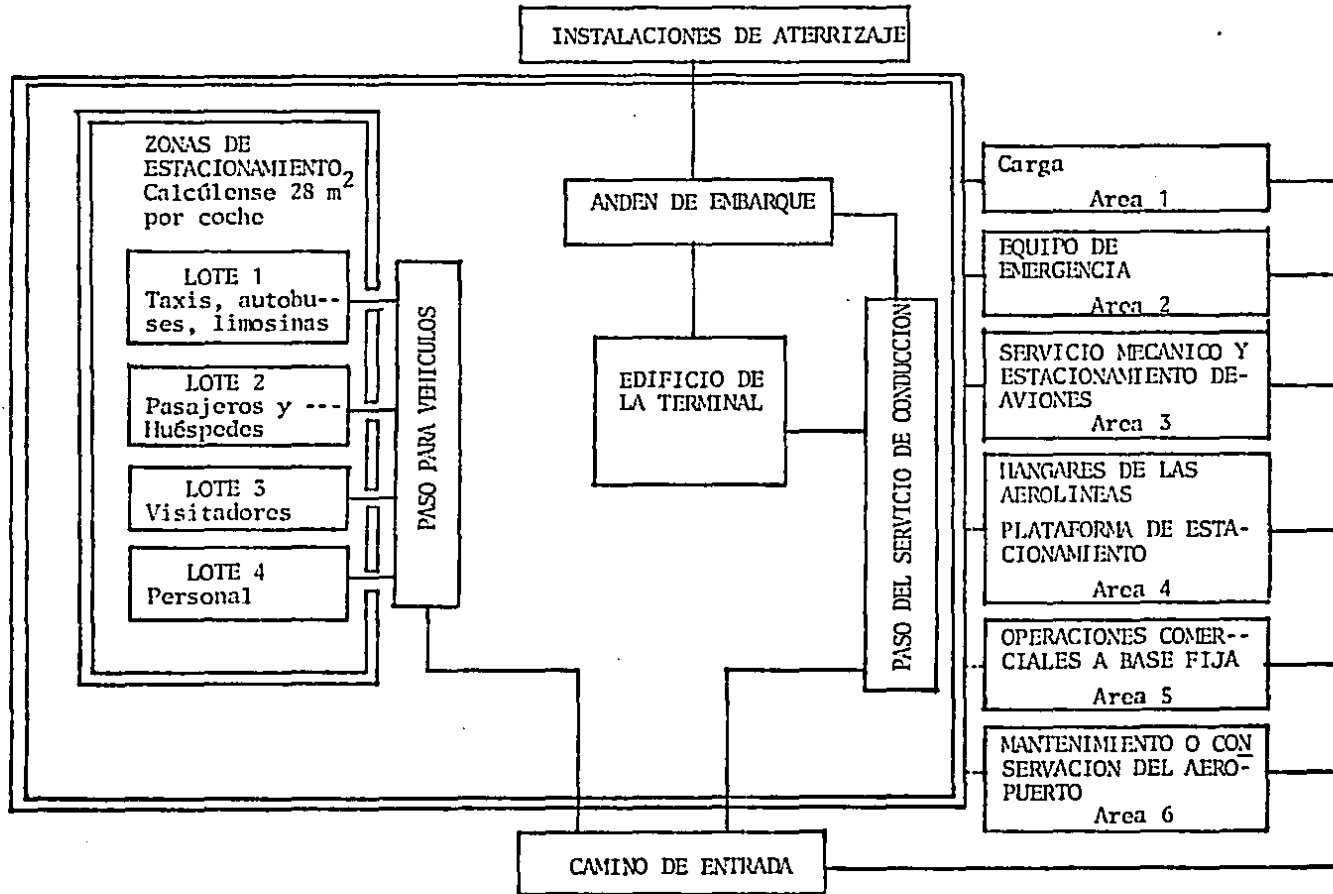 INSTALACIONES DE ATERRIZAJE
ZONAS DE
ESTACIONAMIENTO
Calcúlense 28 m²
por coche
LOTE 1
Taxis, autobu--
ses, limosinas
LOTE 2
Pasajeros y ---
Huéspedes
LOTE 3
Visitadores
LOTE 4
Personal
PASO PARA VEHICULOS
ANDEN DE EMBARQUE
EDIFICIO DE
LA TERMINAL
PASO DEL SERVICIO DE CONDUCCION
Carga
Area 1
EQUIPO DE
EMERGENCIA
Area 2
SERVICIO MECANICO Y
ESTACIONAMIENTO DE-
AVIONES
Area 3
HANGARES DE LAS
AEROLINEAS
PLATAFORMA DE ESTA-
CIONAMIENTO
Area 4
OPERACIONES COMER--
CIALES A BASE FIJA
Area 5
MANTENIMIENTO O CON
SERVACION DEL AERO-
PUERTO
Area 6
CAMINO DE ENTRADA